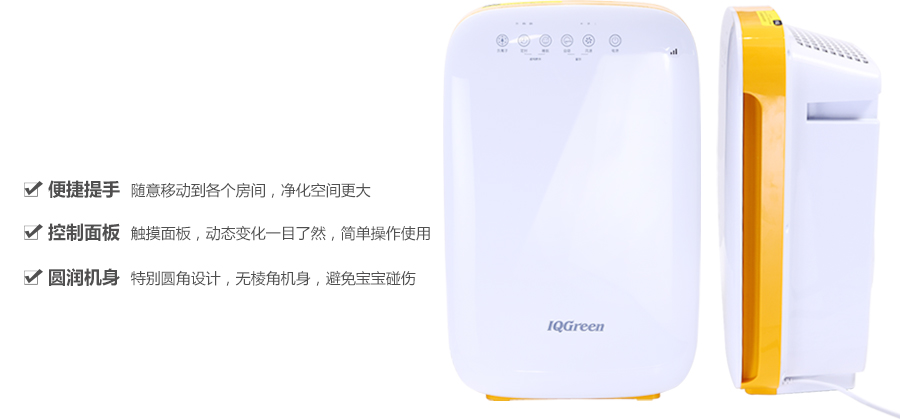 便捷提手 随意移动到各个房间，净化空间更大
控制面板 触摸面板，动态变化一目了然，简单操作使用
圆润机身 特别圆角设计，无棱角机身，避免宝宝碰伤
IQGreen